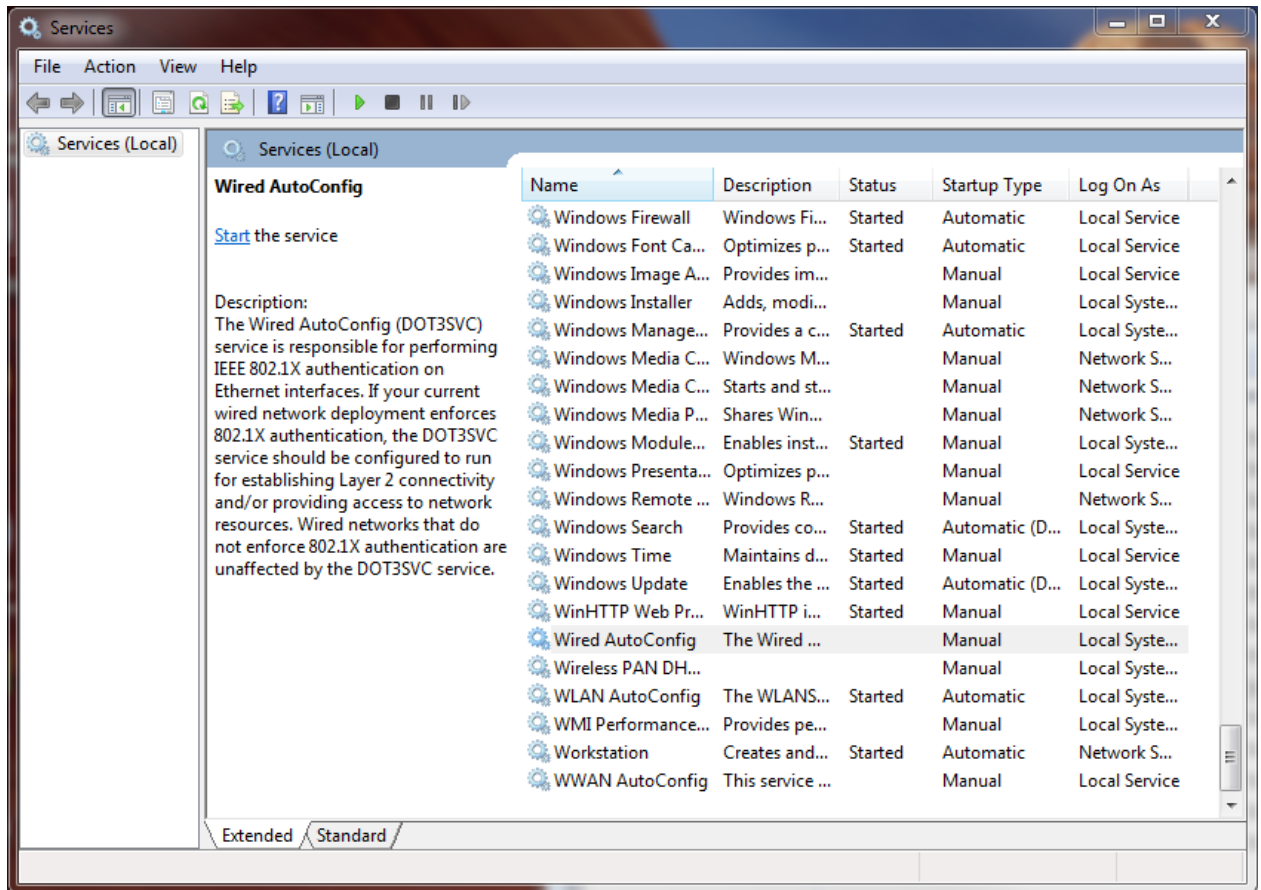 Services
File Action View Help
Services (Local)
Services (Local)
Wired AutoConfig
Start the service
Description:
The Wired AutoConfig (DOT3SVC)
service is responsible for performing
IEEE 802.1X authentication on
Ethernet interfaces. If your current
wired network deployment enforces
802.1X authentication, the DOT3SVC
service should be configured to run
for establishing Layer 2 connectivity
and/or providing access to network
resources. Wired networks that do
not enforce 802.1X authentication are
unaffected by the DOT3SVC service.
Name Description Status Startup Type Log On As
Windows Firewall Windows Fi... Started Automatic Local Service
Windows Font Ca... Optimizes p... Started Automatic Local Service
Windows Image A... Provides im... Manual Local Service
Windows Installer Adds, modi... Manual Local Syste...
Windows Manage... Provides a c... Started Automatic Local Syste...
Windows Media C... Windows M... Manual Network S...
Windows Media C... Starts and st... Manual Network S...
Windows Media P... Shares Win... Manual Network S...
Windows Module... Enables inst... Started Manual Local Syste...
Windows Presenta... Optimizes p... Manual Local Service
Windows Remote ... Windows R... Manual Network S...
Windows Search Provides co... Started Automatic (D... Local Syste...
Windows Time Maintains d... Started Manual Local Service
Windows Update Enables the ... Started Automatic (D... Local Syste...
WinHTTP Web Pr... WinHTTP i... Started Manual Local Service
Wired AutoConfig The Wired ... Manual Local Syste...
Wireless PAN DH... Manual Local Syste...
WLAN AutoConfig The WLANS... Started Automatic Local Syste...
WMI Performance... Provides pe... Manual Local Syste...
Workstation Creates and... Started Automatic Network S...
WWAN AutoConfig This service ... Manual Local Service
Extended Standard